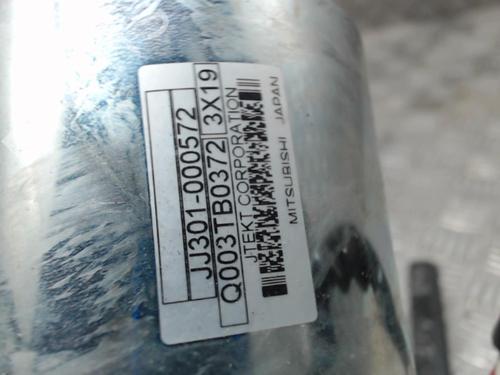 JJ301-000572
Q003TB0372 3X19
JTEKT CORPORATION
MITSUBISHI JAPAN